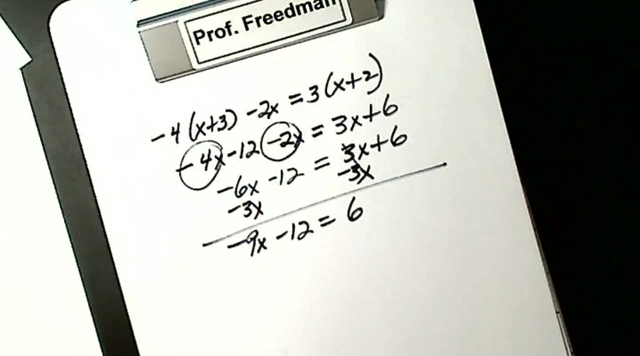 Prof. Freedman
-4(x+3) -2x = 3(x+2)
-4x-12-2x = 3x+6
-6x -12 = 3x+6
-3x -3x
-9x -12 = 6